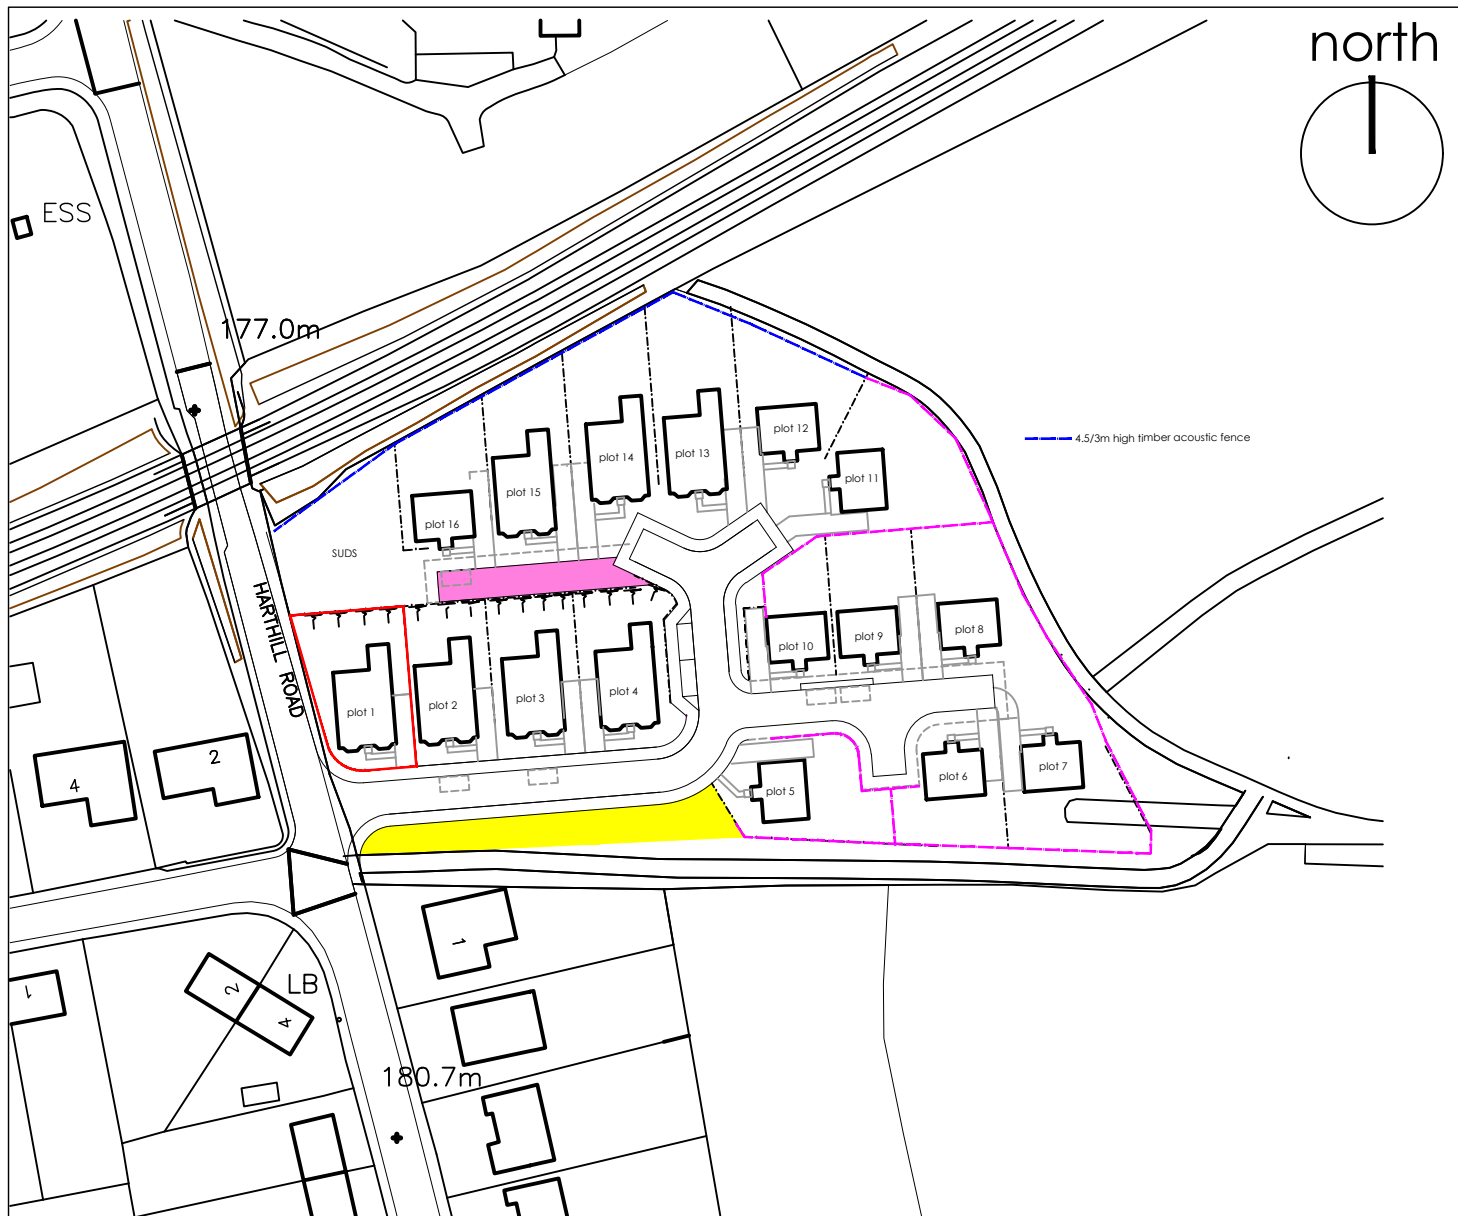 north
ESS
177.0m
plot 12
4.5/3m high timber acoustic fence
plot 14
plot 13
plot 11
plot 15
plot 16
SUDS
HARTHILL ROAD
plot 8
plot 9
plot 10
plot 4
plot 3
plot 2
plot 1
2
4
plot 7
plot 6
plot 5
1
LB
2
4
1
180.7m